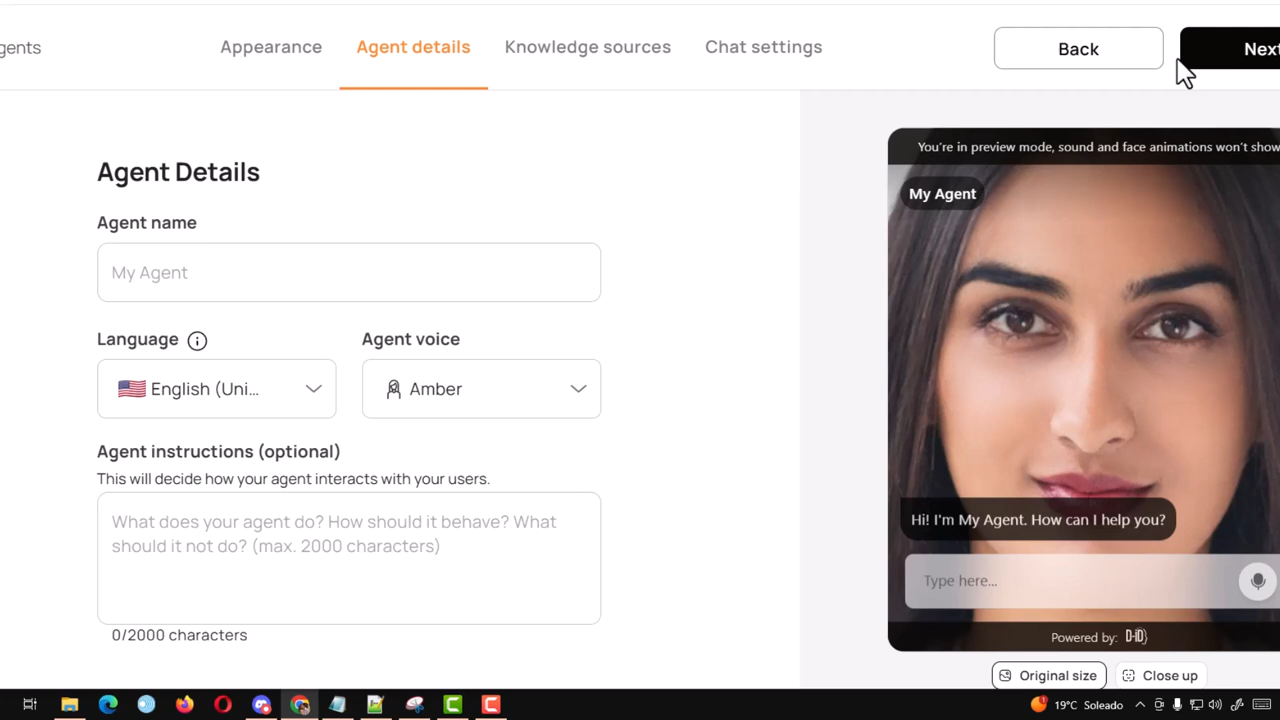 gents
Appearance
Agent details
Knowledge sources
Chat settings
Back
Next
Agent Details
Agent name
My Agent
Language
Agent voice
English (Uni...
Amber
Agent instructions (optional)
This will decide how your agent interacts with your users.
What does your agent do? How should it behave? What
should it not do? (max. 2000 characters)
0/2000 characters
You're in preview mode, sound and face animations won't show
My Agent
Hi! I'm My Agent. How can I help you?
Type here...
Powered by: D-ID
Original size
Close up
19°C Soleado